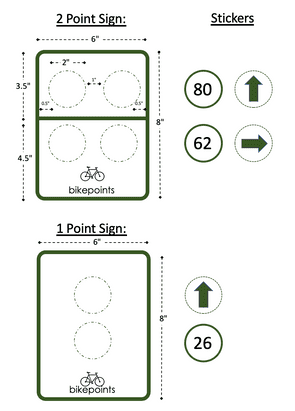 2 Point Sign:
Stickers
6"
2"
1"
3.5"
0.5"
0.5"
80
8"
62
4.5"
bikepoints
1 Point Sign:
6"
8"
26
bikepoints